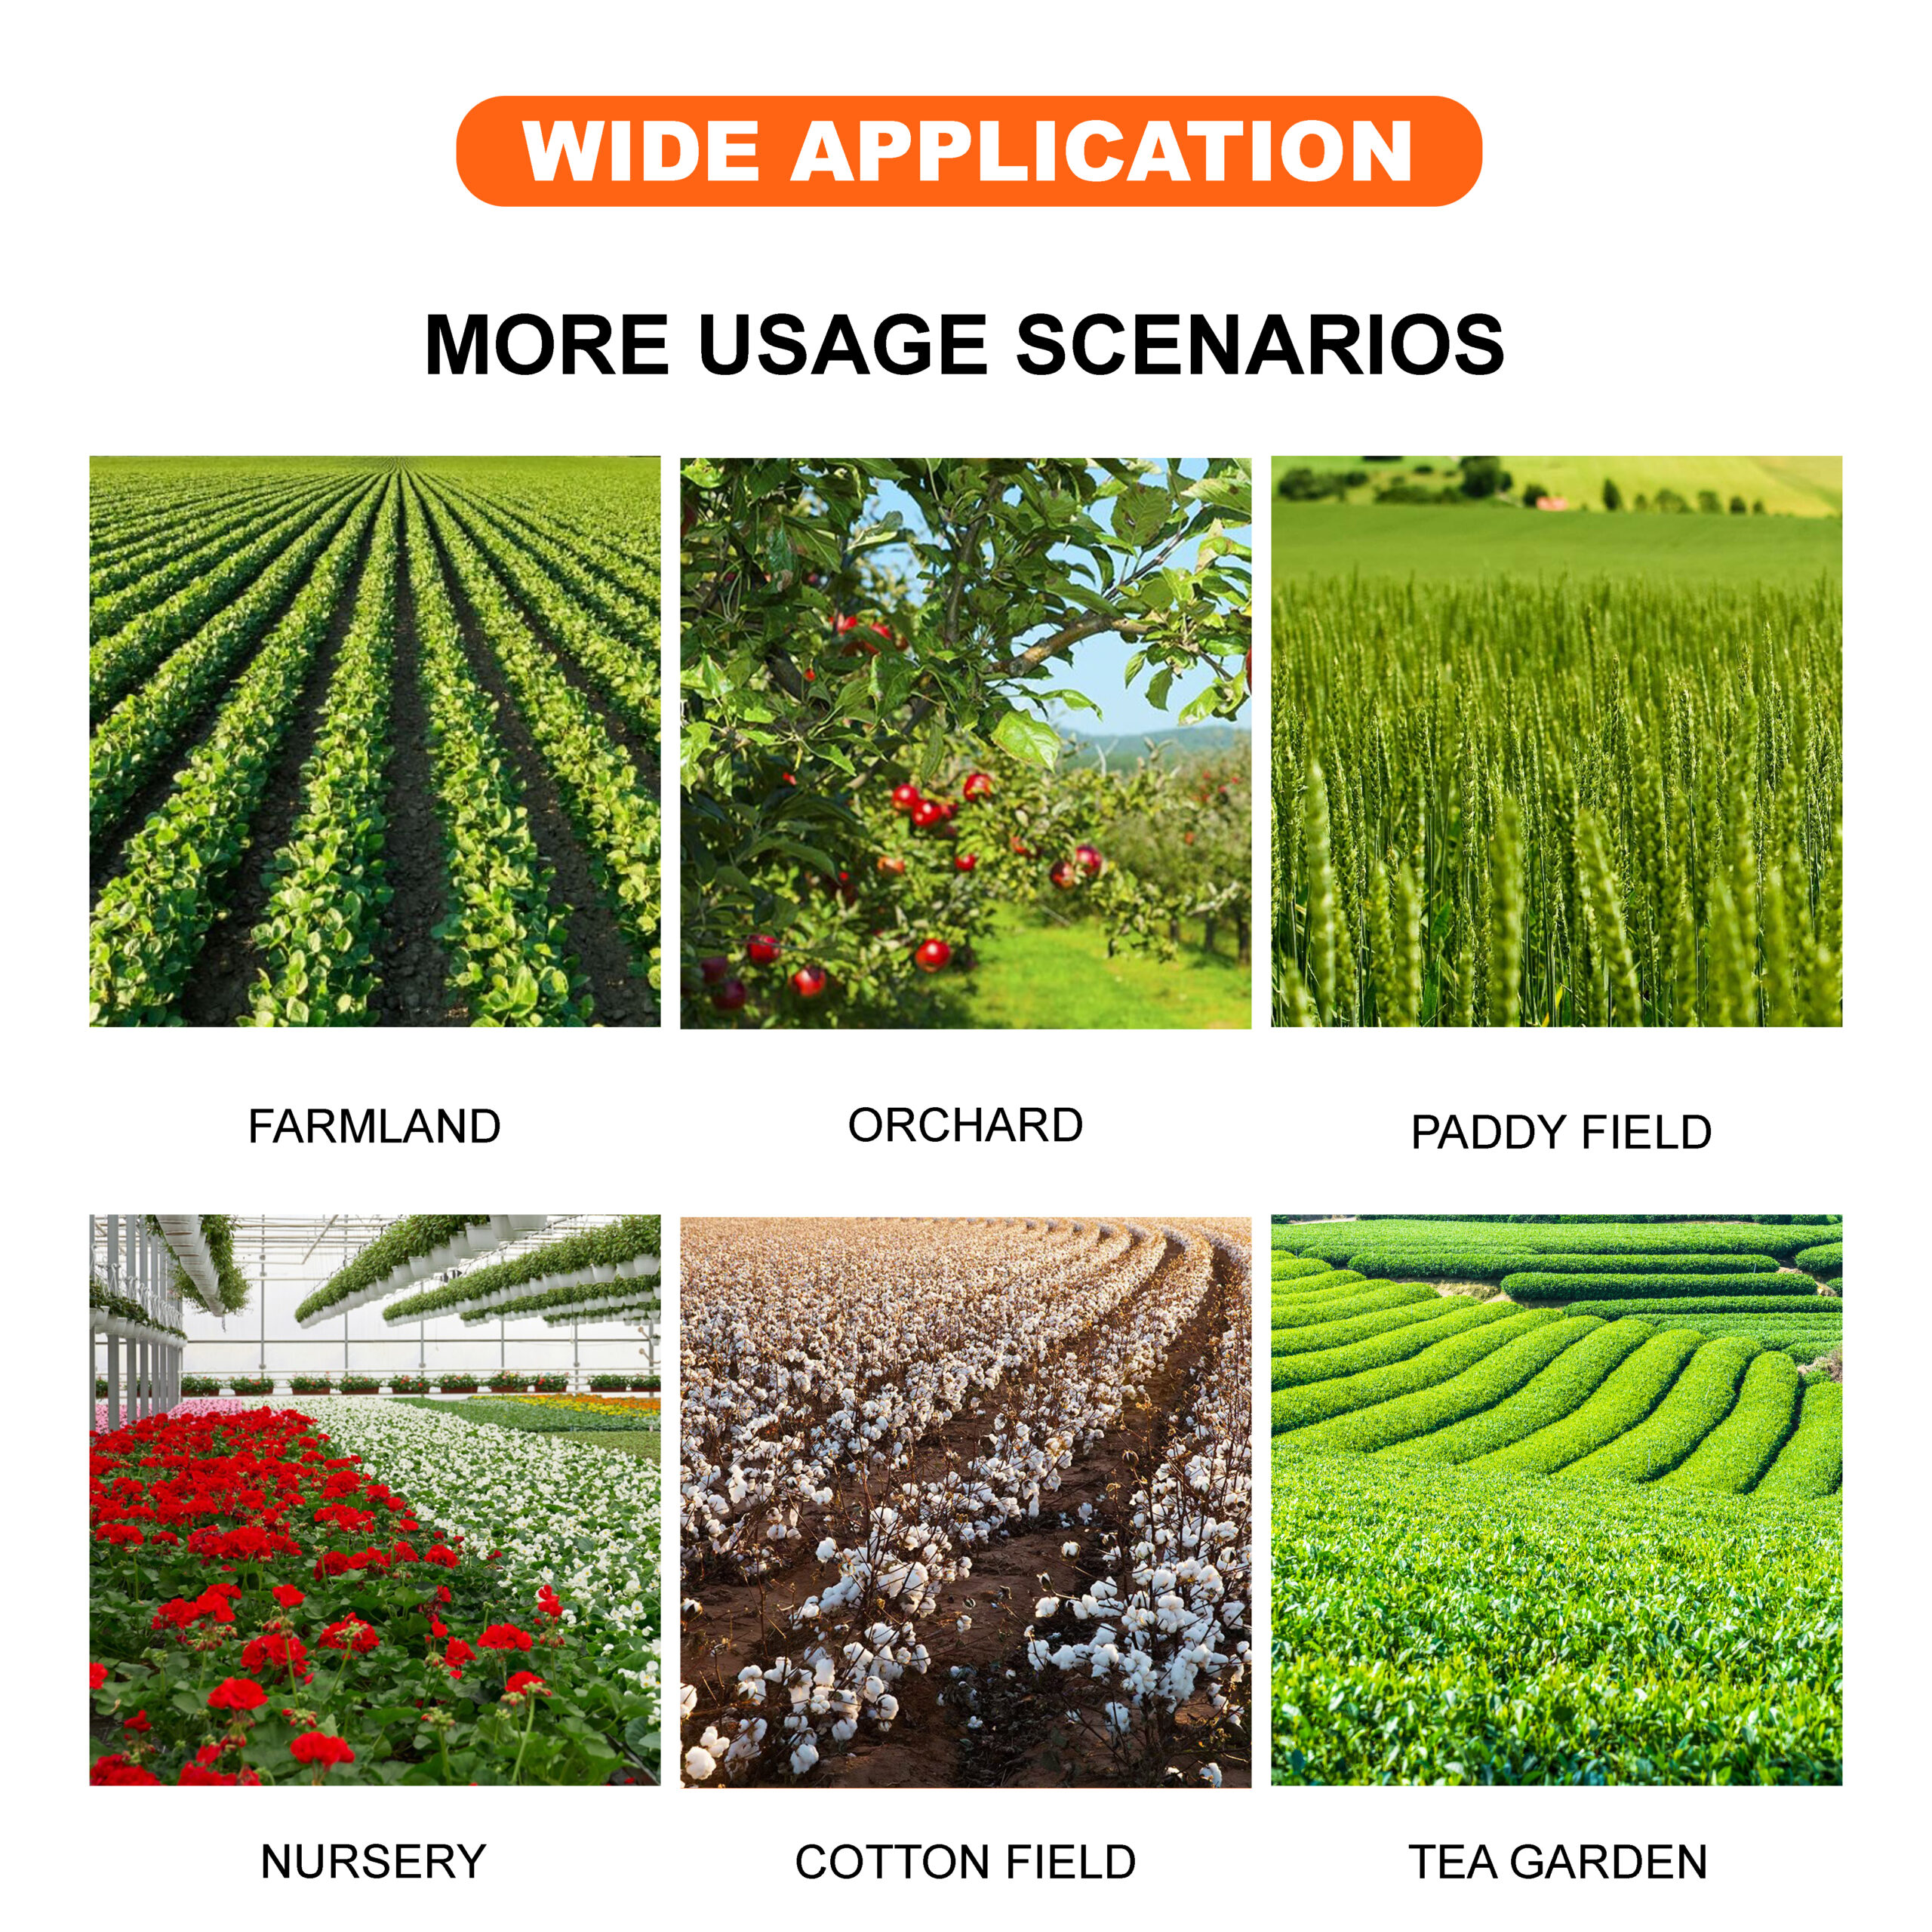 WIDE APPLICATION
MORE USAGE SCENARIOS
FARMLAND
ORCHARD
PADDY FIELD
NURSERY
COTTON FIELD
TEA GARDEN